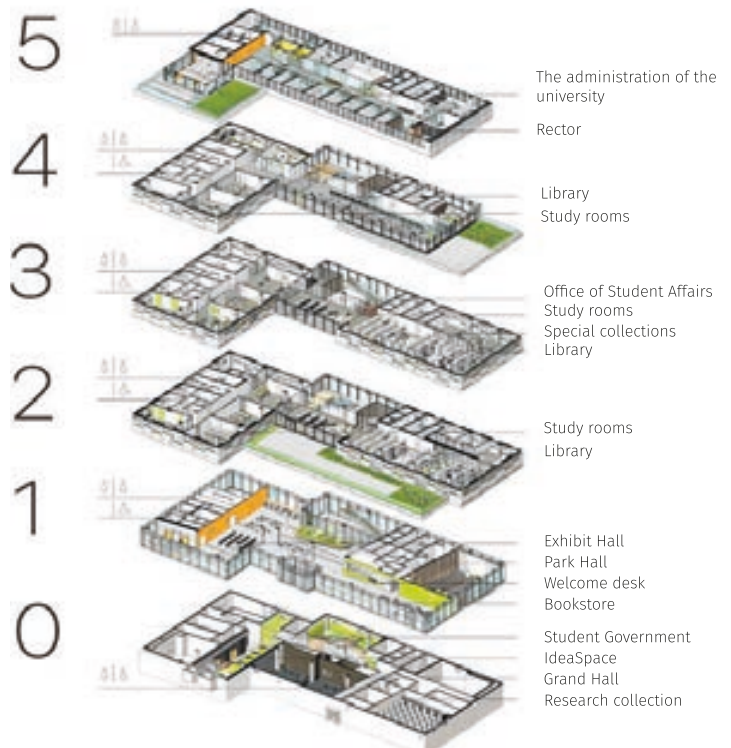 5
The administration of the
university
Rector
4
Library
Study rooms
3
Office of Student Affairs
Study rooms
Special collections
Library
2
Study rooms
Library
1
Exhibit Hall
Park Hall
Welcome desk
Bookstore
0
Student Government
IdeaSpace
Grand Hall
Research collection